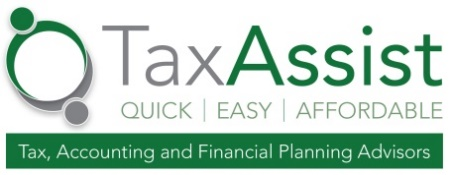 TaxAssist
QUICK | EASY | AFFORDABLE
Tax, Accounting and Financial Planning Advisors